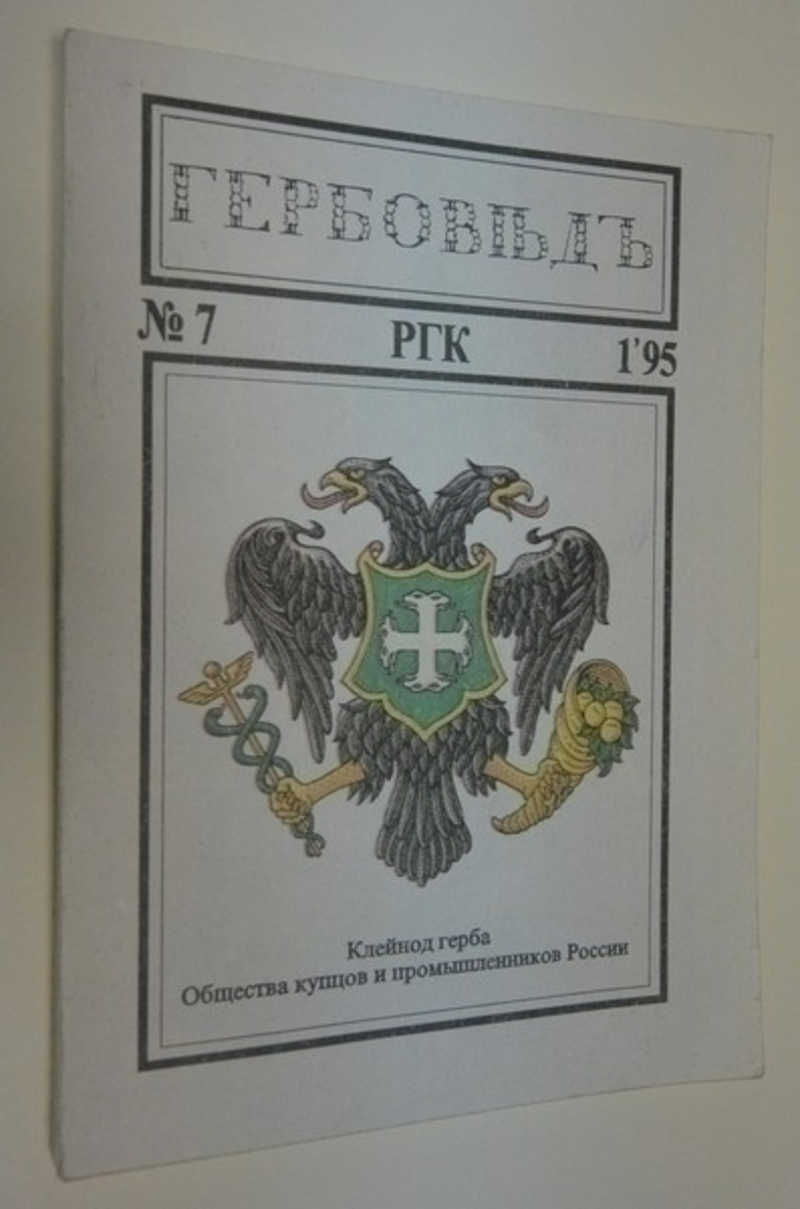 ГЕРБОВѢДЪ
№ 7 РГК 1'95
Клейнод герба
Общества купцов и промышленников России